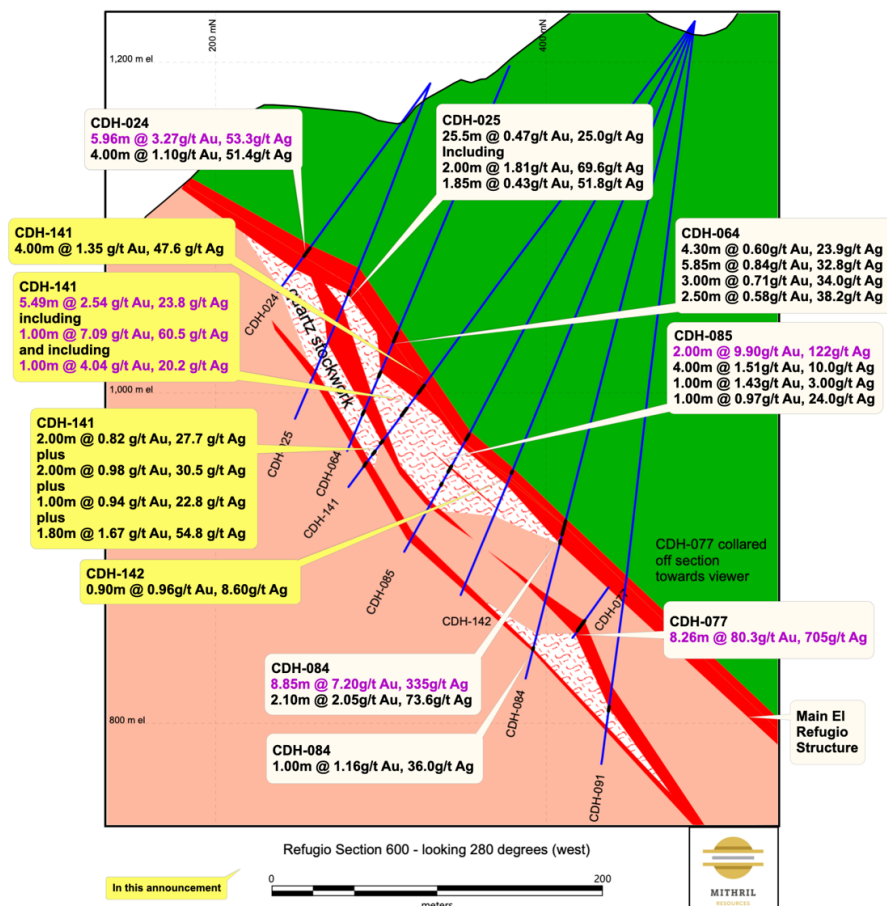 200 mN
400 mN
1,200 m el
CDH-024
5.96m @ 3.27g/t Au, 53.3g/t Ag
4.00m @ 1.10g/t Au, 51.4g/t Ag
CDH-025
25.5m @ 0.47g/t Au, 25.0g/t Ag
Including
2.00m @ 1.81g/t Au, 69.6g/t Ag
1.85m @ 0.43g/t Au, 51.8g/t Ag
CDH-141
4.00m @ 1.35 g/t Au, 47.6 g/t Ag
CDH-064
4.30m @ 0.60g/t Au, 23.9g/t Ag
5.85m @ 0.84g/t Au, 32.8g/t Ag
3.00m @ 0.71g/t Au, 34.0g/t Ag
2.50m @ 0.58g/t Au, 38.2g/t Ag
CDH-141
5.49m @ 2.54 g/t Au, 23.8 g/t Ag
including
1.00m @ 7.09 g/t Au, 60.5 g/t Ag
and including
1.00m @ 4.04 g/t Au, 20.2 g/t Ag
CDH-024
stockwork
CDH-085
2.00m @ 9.90g/t Au, 122g/t Ag
4.00m @ 1.51g/t Au, 10.0g/t Ag
1.00m @ 1.43g/t Au, 3.00g/t Ag
1.00m @ 0.97g/t Au, 24.0g/t Ag
1,000 m el
CDH-141
2.00m @ 0.82 g/t Au, 27.7 g/t Ag
plus
2.00m @ 0.98 g/t Au, 30.5 g/t Ag
plus
1.00m @ 0.94 g/t Au, 22.8 g/t Ag
plus
1.80m @ 1.67 g/t Au, 54.8 g/t Ag
CDH-025
CDH-064
CDH-141
CDH-142
0.90m @ 0.96g/t Au, 8.60g/t Ag
CDH-085
CDH-142
CDH-077 collared
off section
towards viewer
CDH-077
CDH-077
8.26m @ 80.3g/t Au, 705g/t Ag
CDH-084
8.85m @ 7.20g/t Au, 335g/t Ag
2.10m @ 2.05g/t Au, 73.6g/t Ag
CDH-084
800 m el
CDH-084
1.00m @ 1.16g/t Au, 36.0g/t Ag
CDH-091
Main El
Refugio
Structure
Refugio Section 600 - looking 280 degrees (west)
In this announcement
0
200
meters
MITHRIL
RESOURCES